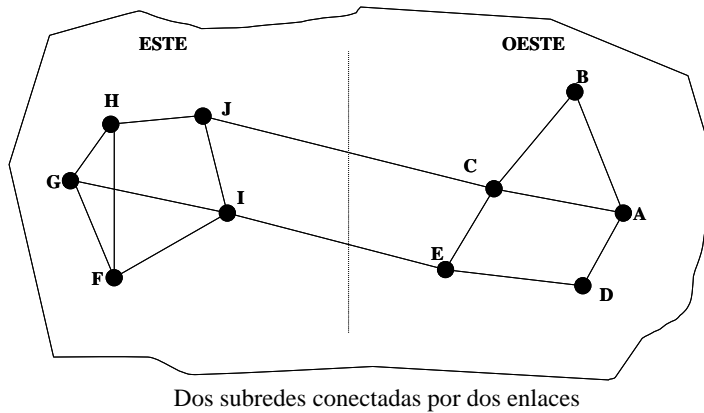 ESTE
OESTE
B
H
J
C
G
I
A
E
F
D
Dos subredes conectadas por dos enlaces